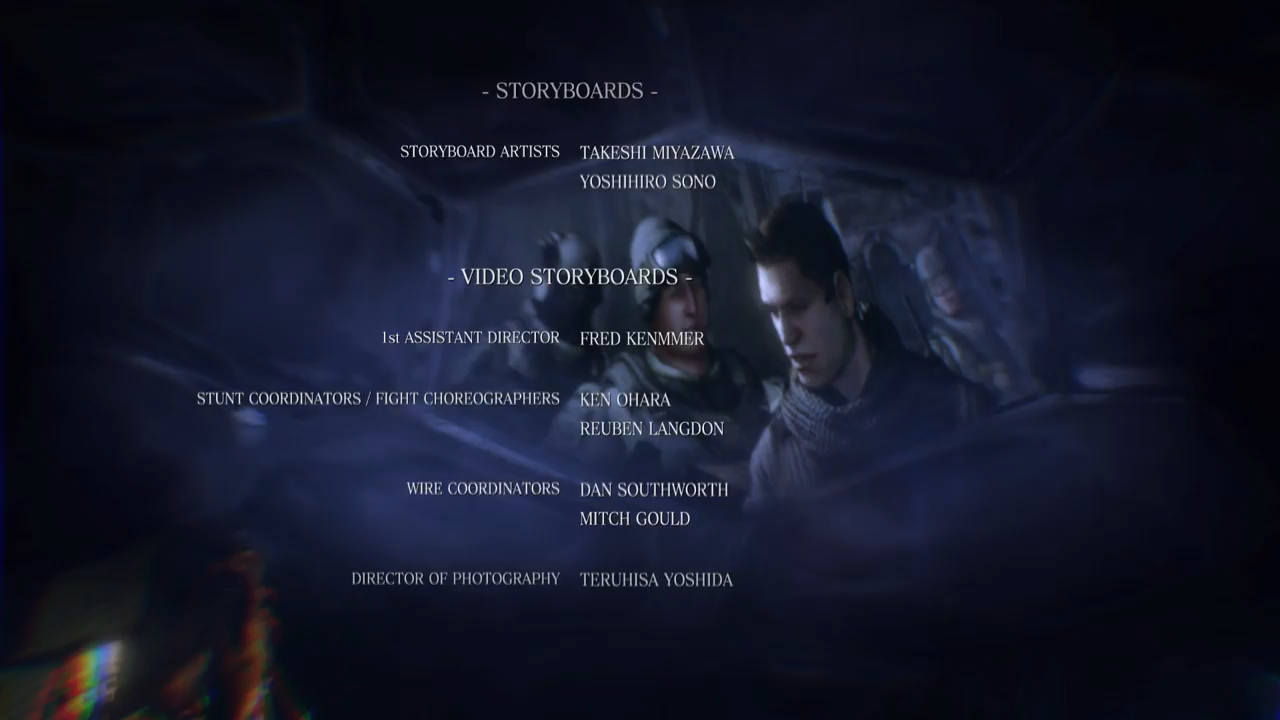 - STORYBOARDS -
STORYBOARD ARTISTS TAKESHI MIYAZAWA
YOSHIHIRO SONO
- VIDEO STORYBOARDS -
1st ASSISTANT DIRECTOR FRED KENMMER
STUNT COORDINATORS / FIGHT CHOREOGRAPHERS KEN OHARA
REUBEN LANGDON
WIRE COORDINATORS DAN SOUTHWORTH
MITCH GOULD
DIRECTOR OF PHOTOGRAPHY TERUHISA YOSHIDA